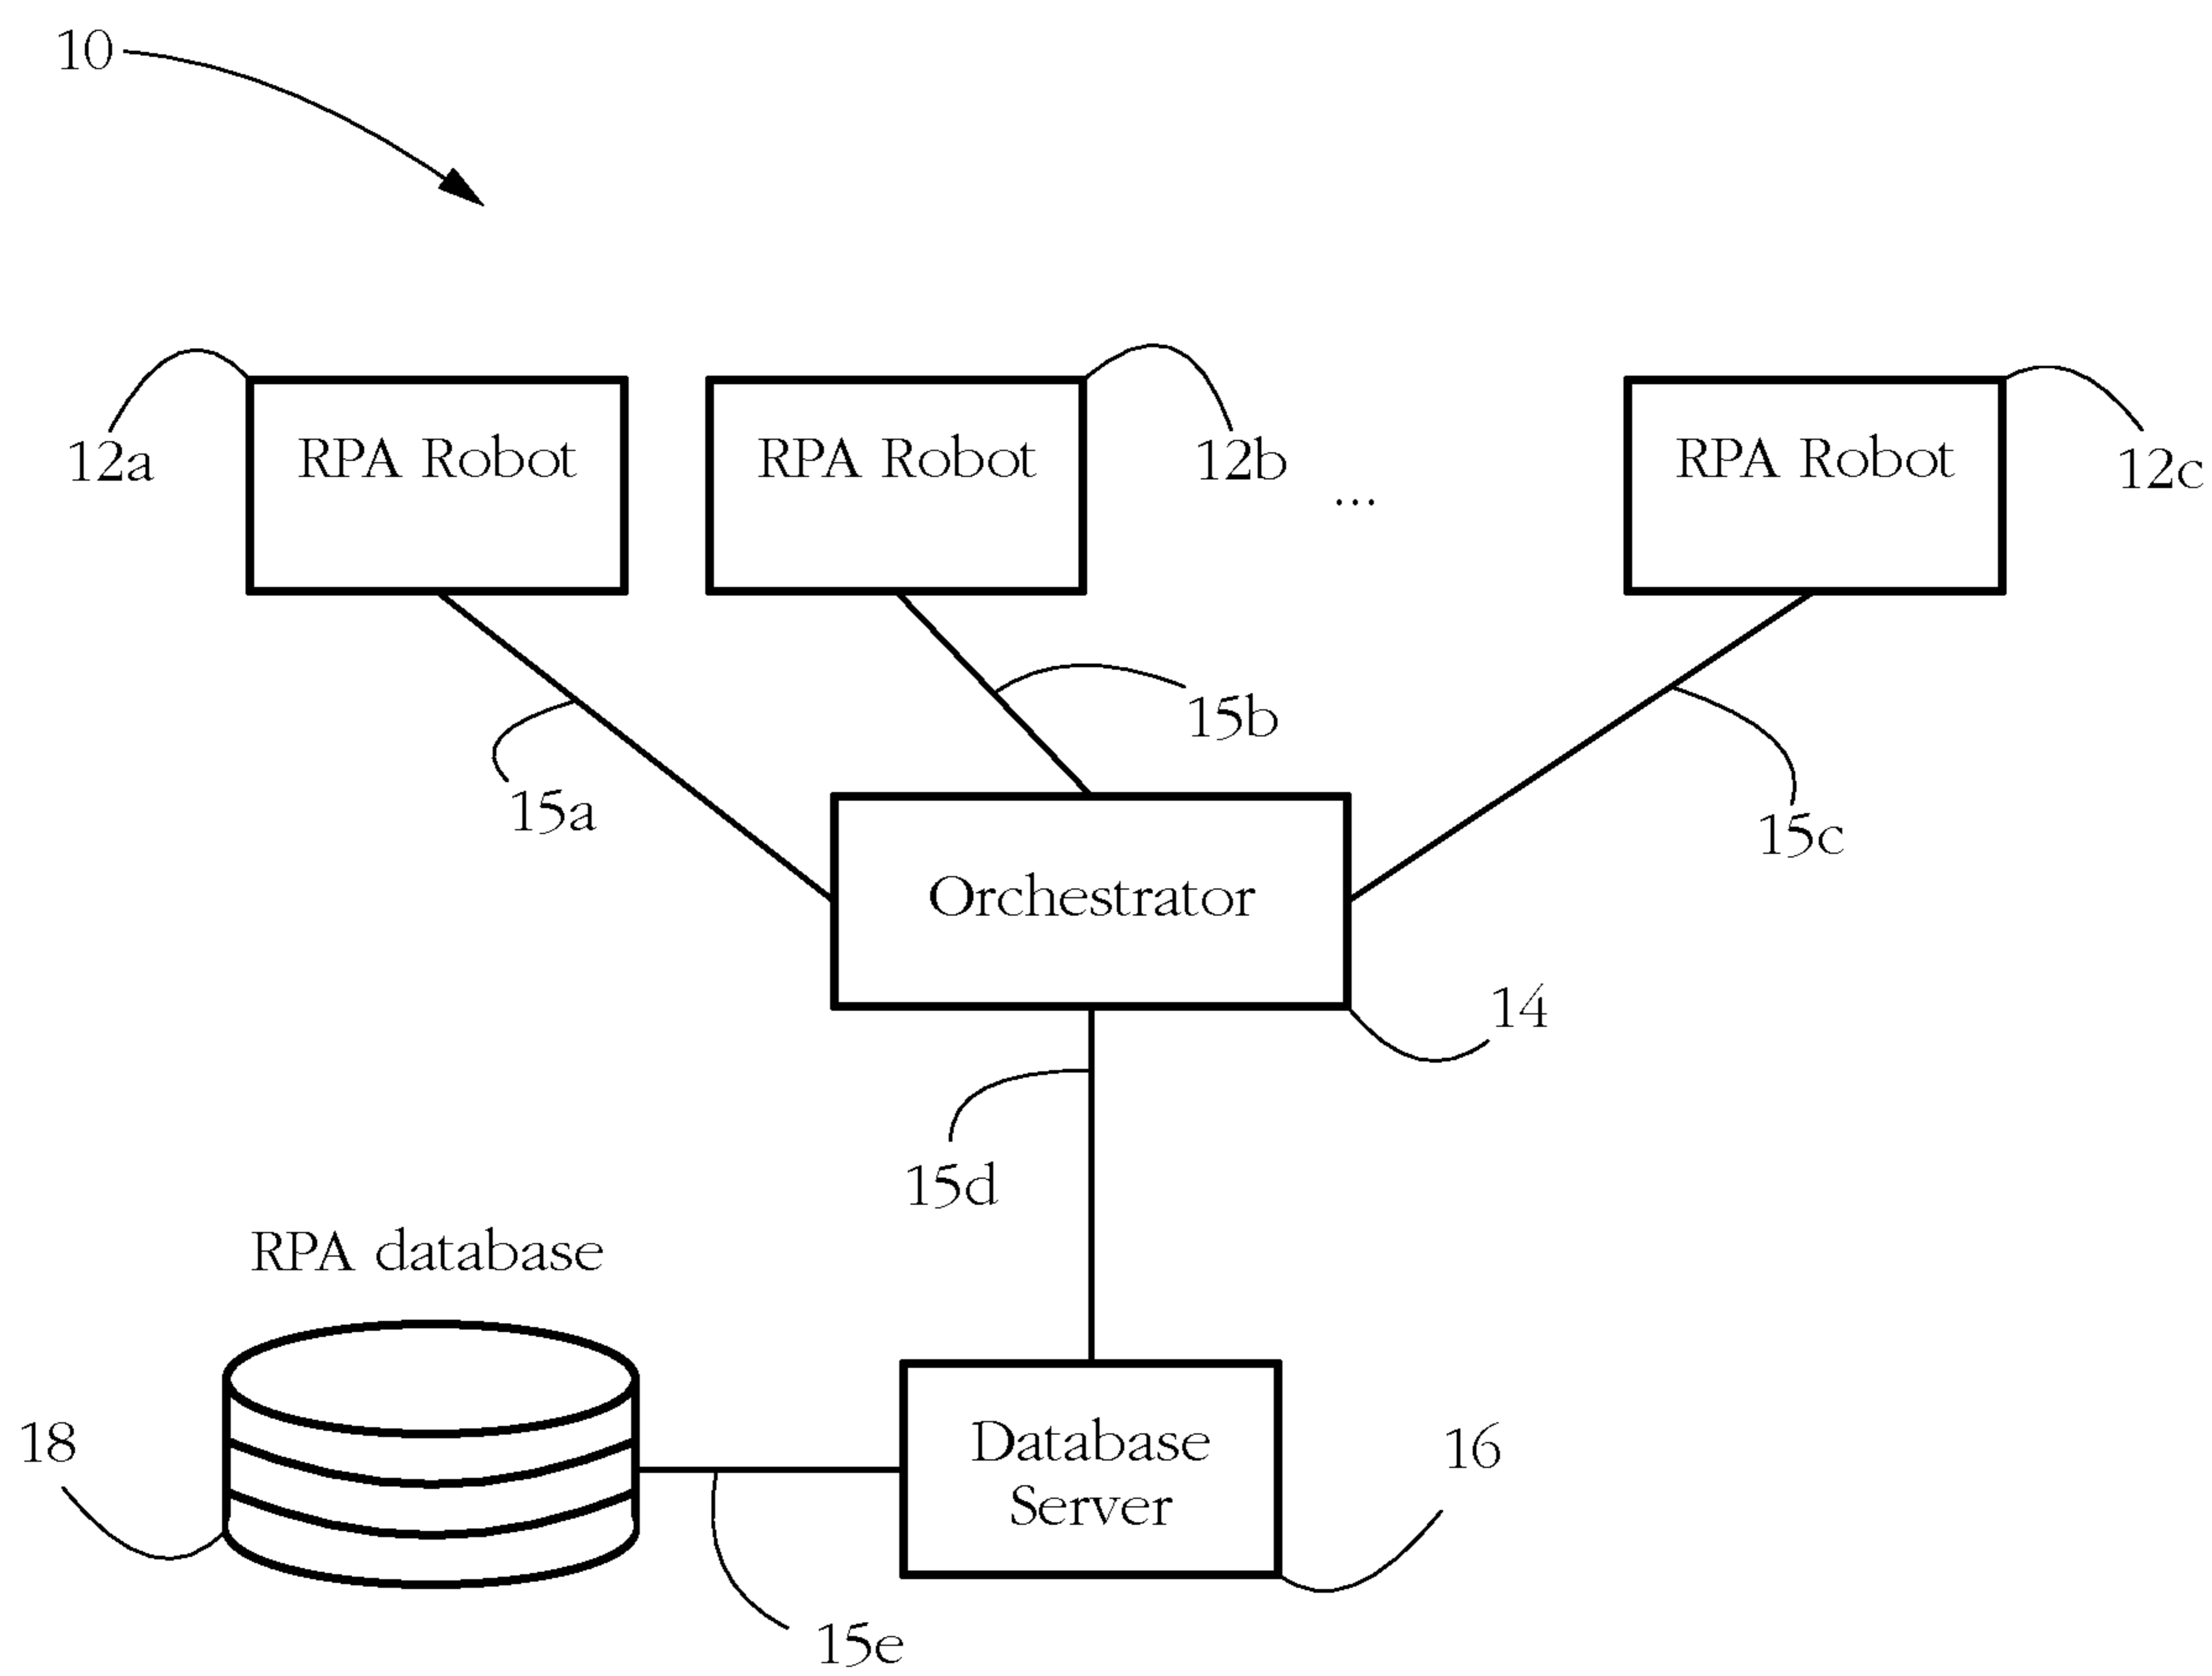 10
12a
RPA Robot
RPA Robot
12b
...
RPA Robot
12c
15a
15b
15c
Orchestrator
14
15d
RPA database
18
Database
Server
16
15e